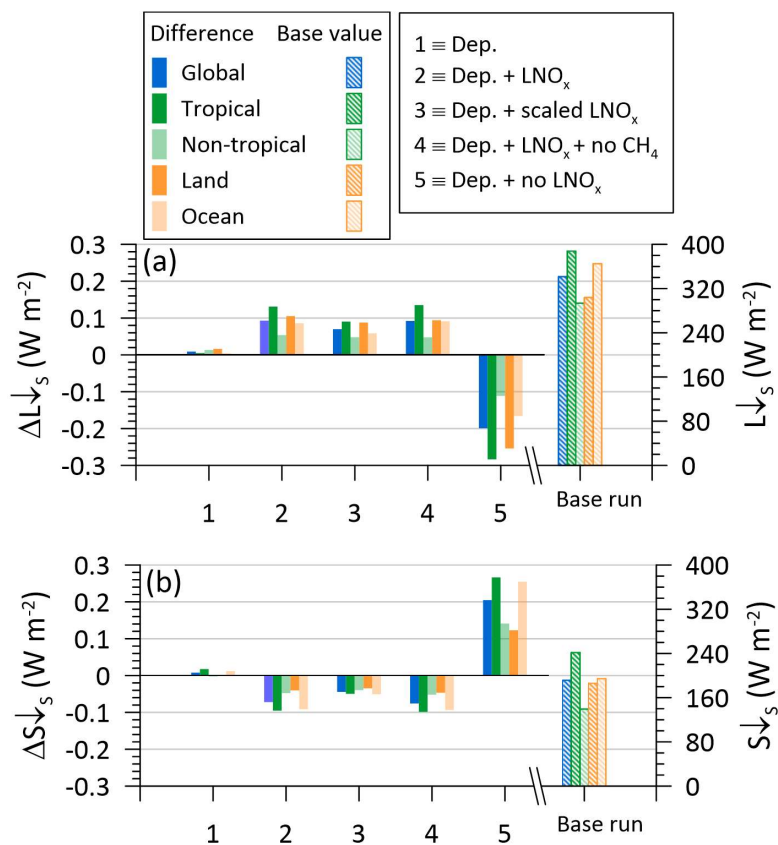 Difference Base value
Global
Tropical
Non-tropical
Land
Ocean
1 ≡ Dep.
2 ≡ Dep. + LNOₓ
3 ≡ Dep. + scaled LNOₓ
4 ≡ Dep. + LNOₓ + no CH₄
5 ≡ Dep. + no LNOₓ
(a)
ΔL↓ₛ (W m⁻²)
0.3
0.2
0.1
0
-0.1
-0.2
-0.3
400
320
240
160
80
0
L↓ₛ (W m⁻²)
1 2 3 4 5 Base run
(b)
ΔS↓ₛ (W m⁻²)
0.3
0.2
0.1
0
-0.1
-0.2
-0.3
400
320
240
160
80
0
S↓ₛ (W m⁻²)
1 2 3 4 5 Base run